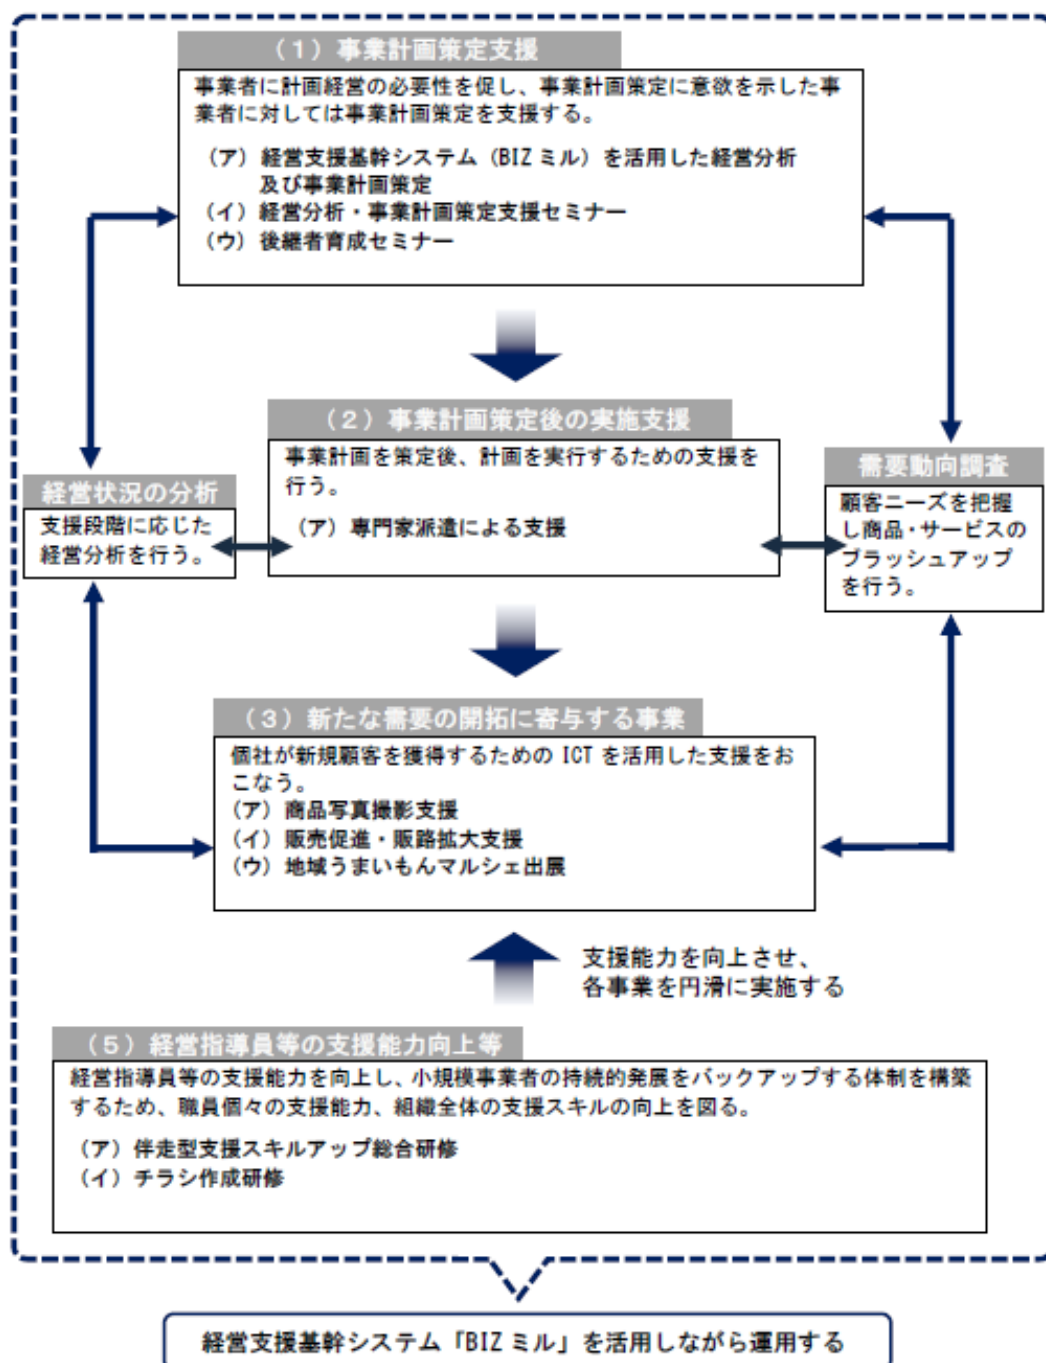 （１）事業計画策定支援
事業者に計画経営の必要性を促し、事業計画策定に意欲を示した事
業者に対しては事業計画策定を支援する。
（ア）経営支援基幹システム（BIZ ミル）を活用した経営分析
及び事業計画策定
（イ）経営分析・事業計画策定支援セミナー
（ウ）後継者育成セミナー
（２）事業計画策定後の実施支援
事業計画を策定後、計画を実行するための支援を
行う。
（ア）専門家派遣による支援
経営状況の分析
支援段階に応じた
経営分析を行う。
需要動向調査
顧客ニーズを把握
し商品・サービスの
ブラッシュアップ
を行う。
（３）新たな需要の開拓に寄与する事業
個社が新規顧客を獲得するための ICT を活用した支援をお
こなう。
（ア）商品写真撮影支援
（イ）販売促進・販路拡大支援
（ウ）地域うまいもんマルシェ出展
支援能力を向上させ、
各事業を円滑に実施する
（５）経営指導員等の支援能力向上等
経営指導員等の支援能力を向上し、小規模事業者の持続的発展をバックアップする体制を構築
するため、職員個々の支援能力、組織全体の支援スキルの向上を図る。
（ア）伴走型支援スキルアップ総合研修
（イ）チラシ作成研修
経営支援基幹システム「BIZ ミル」を活用しながら運用する